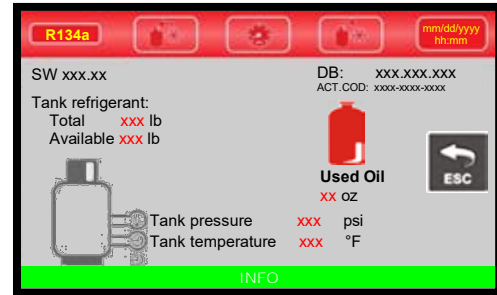 R134a
mm/dd/yyyy
hh:mm
SW xxx.xx
DB: xxx.xxx.xxx
ACT.COD: xxxx-xxxx-xxxx
Tank refrigerant:
Total xxx lb
Available xxx lb
ESC
Used Oil
xx oz
Tank pressure xxx psi
Tank temperature xxx °F
INFO